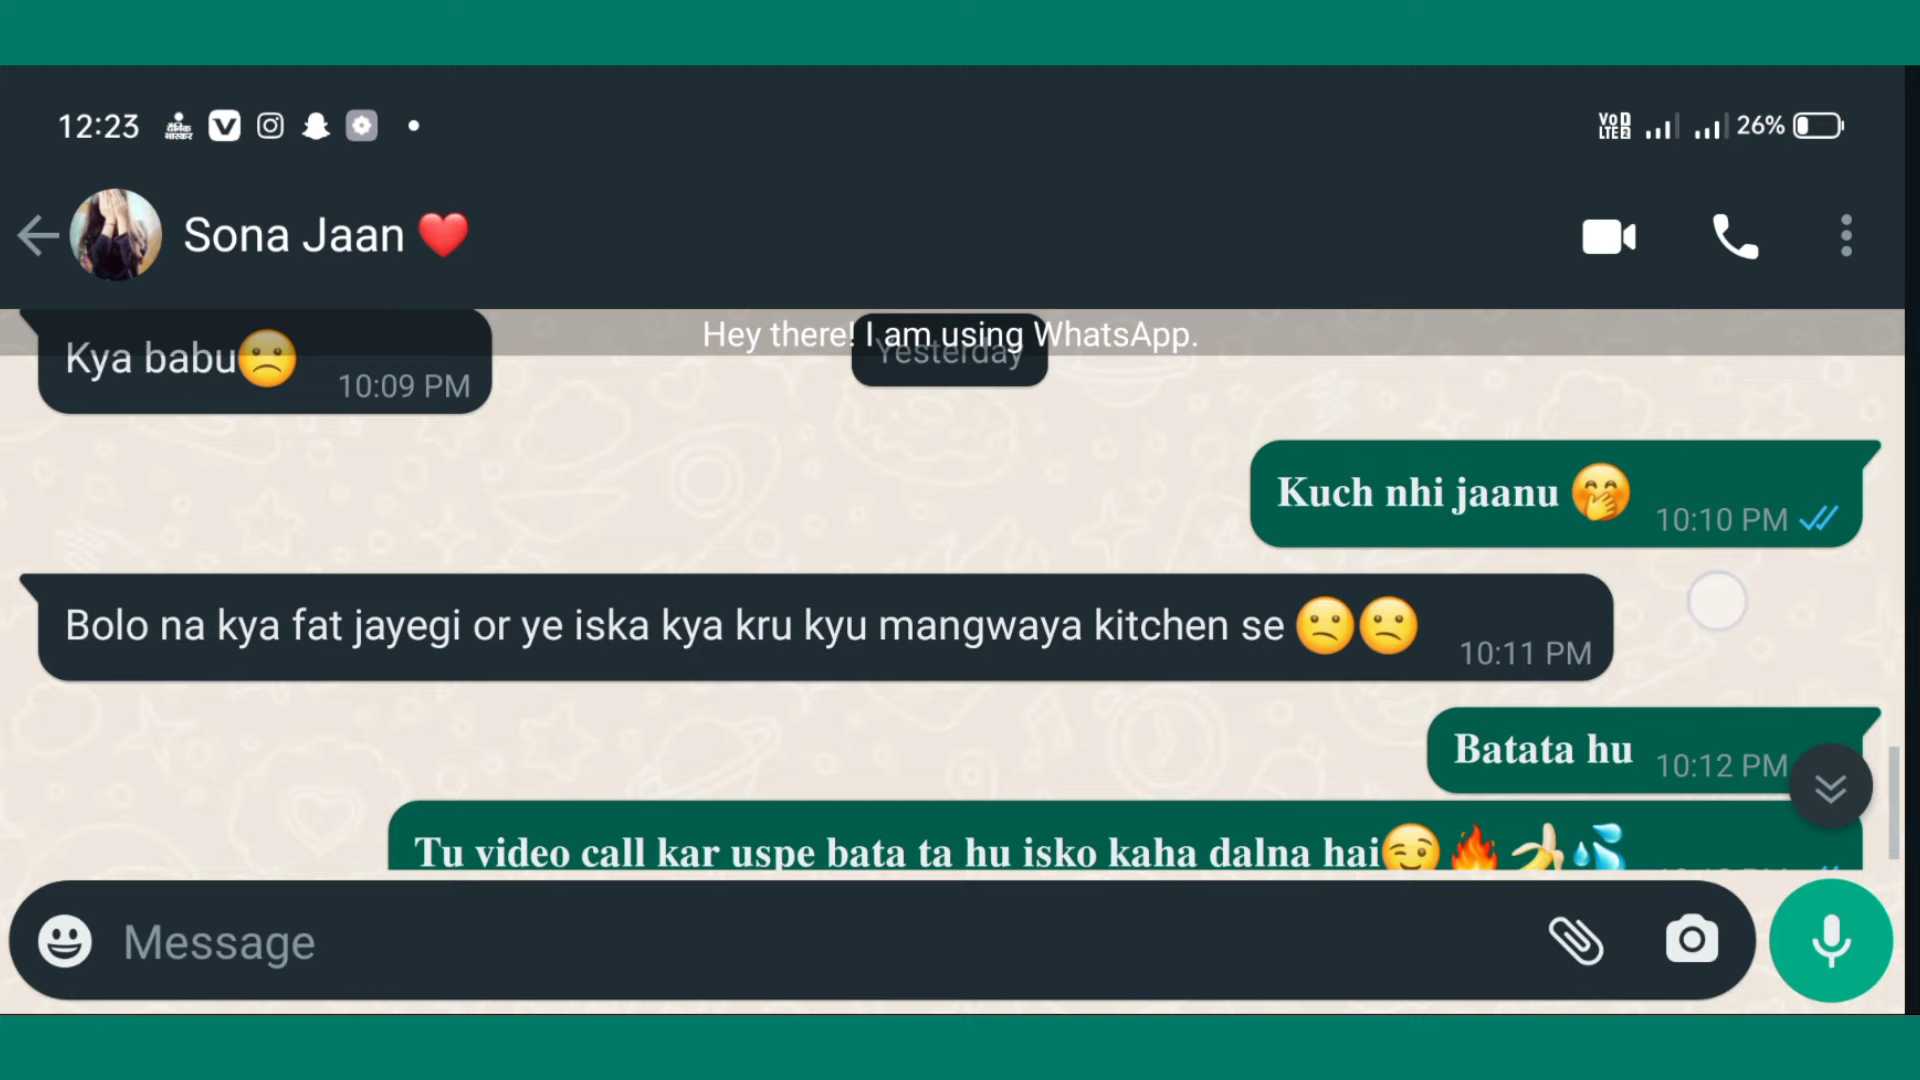 12:23 दैनिक भास्कर V VoD LTE2 26%
Sona Jaan ❤️
Hey there! I am using WhatsApp.
Yesterday
Kya babu🙁 10:09 PM
Kuch nhi jaanu 🤭 10:10 PM
Bolo na kya fat jayegi or ye iska kya kru kyu mangwaya kitchen se 😕😕 10:11 PM
Batata hu 10:12 PM
Tu video call kar uspe bata ta hu isko kaha dalna hai😉🔥🍌💦
Message